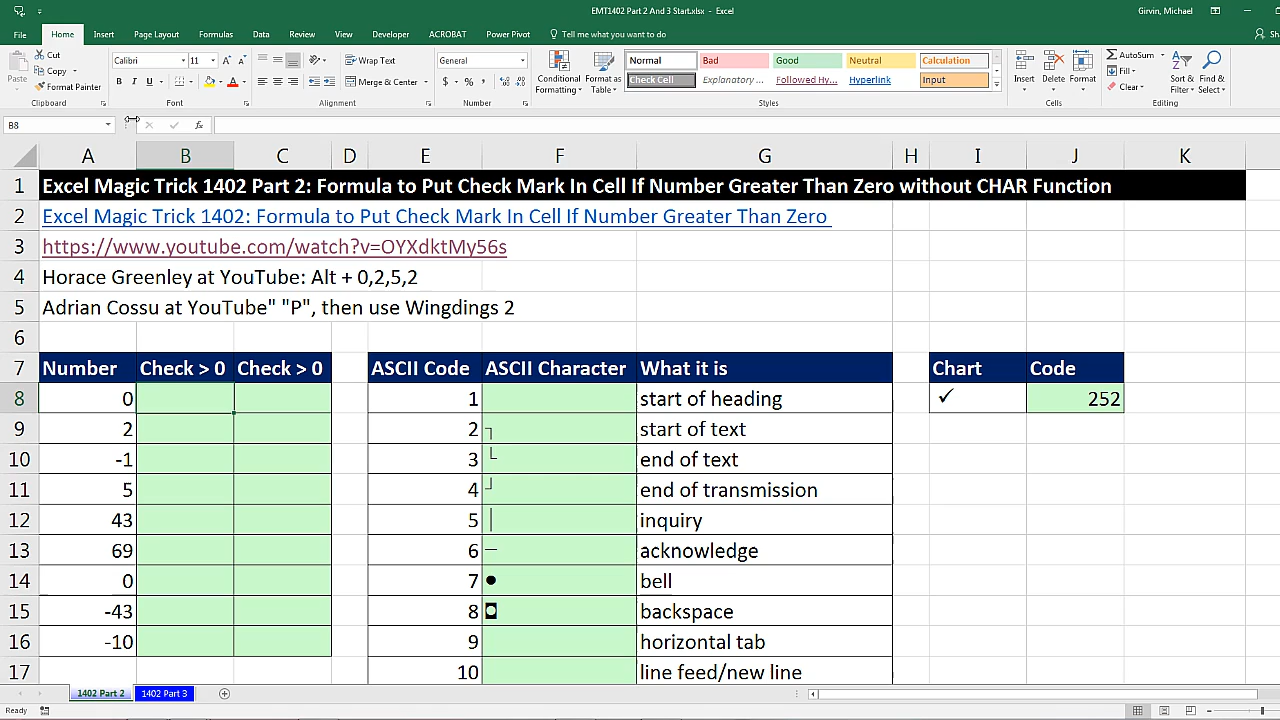 EMT1402 Part 2 And 3 Start.xlsx - Excel
Girvin, Michael
File Home Insert Page Layout Formulas Data Review View Developer ACROBAT Power Pivot Tell me what you want to do
Cut
Copy
Format Painter
Paste
Clipboard
Calibri 11
B I U
Font
Wrap Text
Merge & Center
Alignment
General
$ % ,
Number
Conditional Formatting
Format as Table
Normal Bad Good Neutral Calculation
Check Cell Explanatory ... Followed Hy... Hyperlink Input
Styles
Insert Delete Format
Cells
AutoSum
Fill
Clear
Sort & Filter
Find & Select
Editing
B8 fx
A B C D E F G H I J K
1 Excel Magic Trick 1402 Part 2: Formula to Put Check Mark In Cell If Number Greater Than Zero without CHAR Function
2 Excel Magic Trick 1402: Formula to Put Check Mark In Cell If Number Greater Than Zero
3 https://www.youtube.com/watch?v=OYXdktMy56s
4 Horace Greenley at YouTube: Alt + 0,2,5,2
5 Adrian Cossu at YouTube" "P", then use Wingdings 2
6
7 Number Check > 0 Check > 0 ASCII Code ASCII Character What it is Chart Code
8 0 1 start of heading ✓ 252
9 2 2 ┐ start of text
10 -1 3 └ end of text
11 5 4 ┘ end of transmission
12 43 5 │ inquiry
13 69 6 ─ acknowledge
14 0 7 • bell
15 -43 8 ◘ backspace
16 -10 9 horizontal tab
17 10 line feed/new line
1402 Part 2 1402 Part 3
Ready